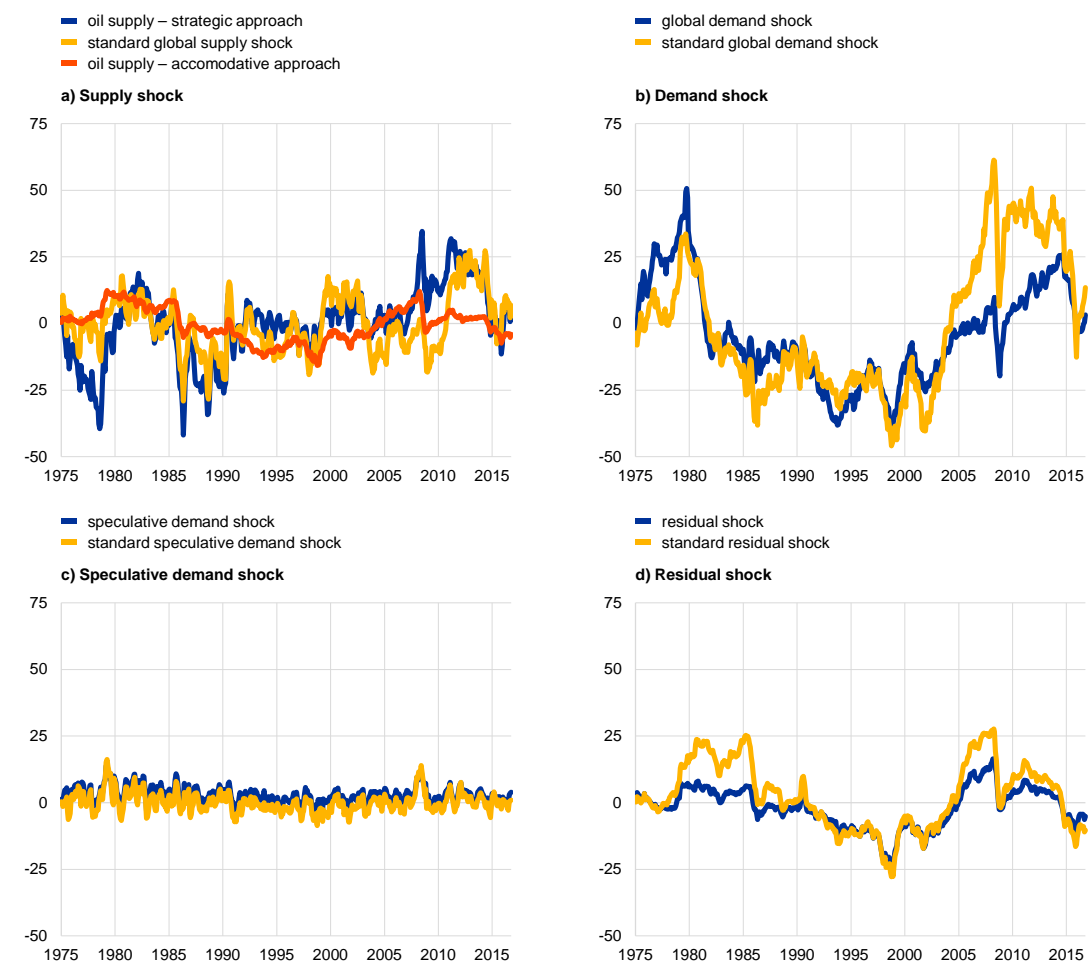 oil supply – strategic approach
standard global supply shock
oil supply – accomodative approach
a) Supply shock
75
50
25
0
-25
-50
1975 1980 1985 1990 1995 2000 2005 2010 2015
global demand shock
standard global demand shock
b) Demand shock
75
50
25
0
-25
-50
1975 1980 1985 1990 1995 2000 2005 2010 2015
speculative demand shock
standard speculative demand shock
c) Speculative demand shock
75
50
25
0
-25
-50
1975 1980 1985 1990 1995 2000 2005 2010 2015
residual shock
standard residual shock
d) Residual shock
75
50
25
0
-25
-50
1975 1980 1985 1990 1995 2000 2005 2010 2015